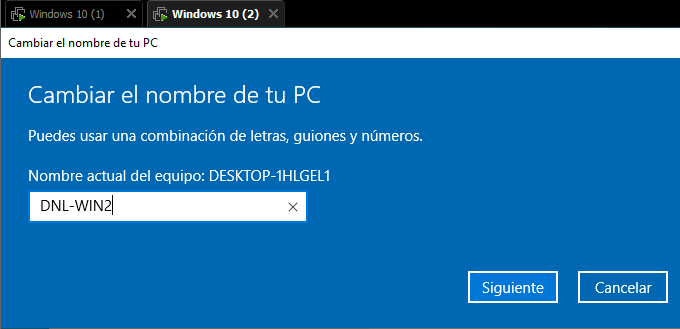 Windows 10 (1) Windows 10 (2)
Cambiar el nombre de tu PC
Cambiar el nombre de tu PC
Puedes usar una combinación de letras, guiones y números.
Nombre actual del equipo: DESKTOP-1HLGEL1
DNL-WIN2
Siguiente Cancelar